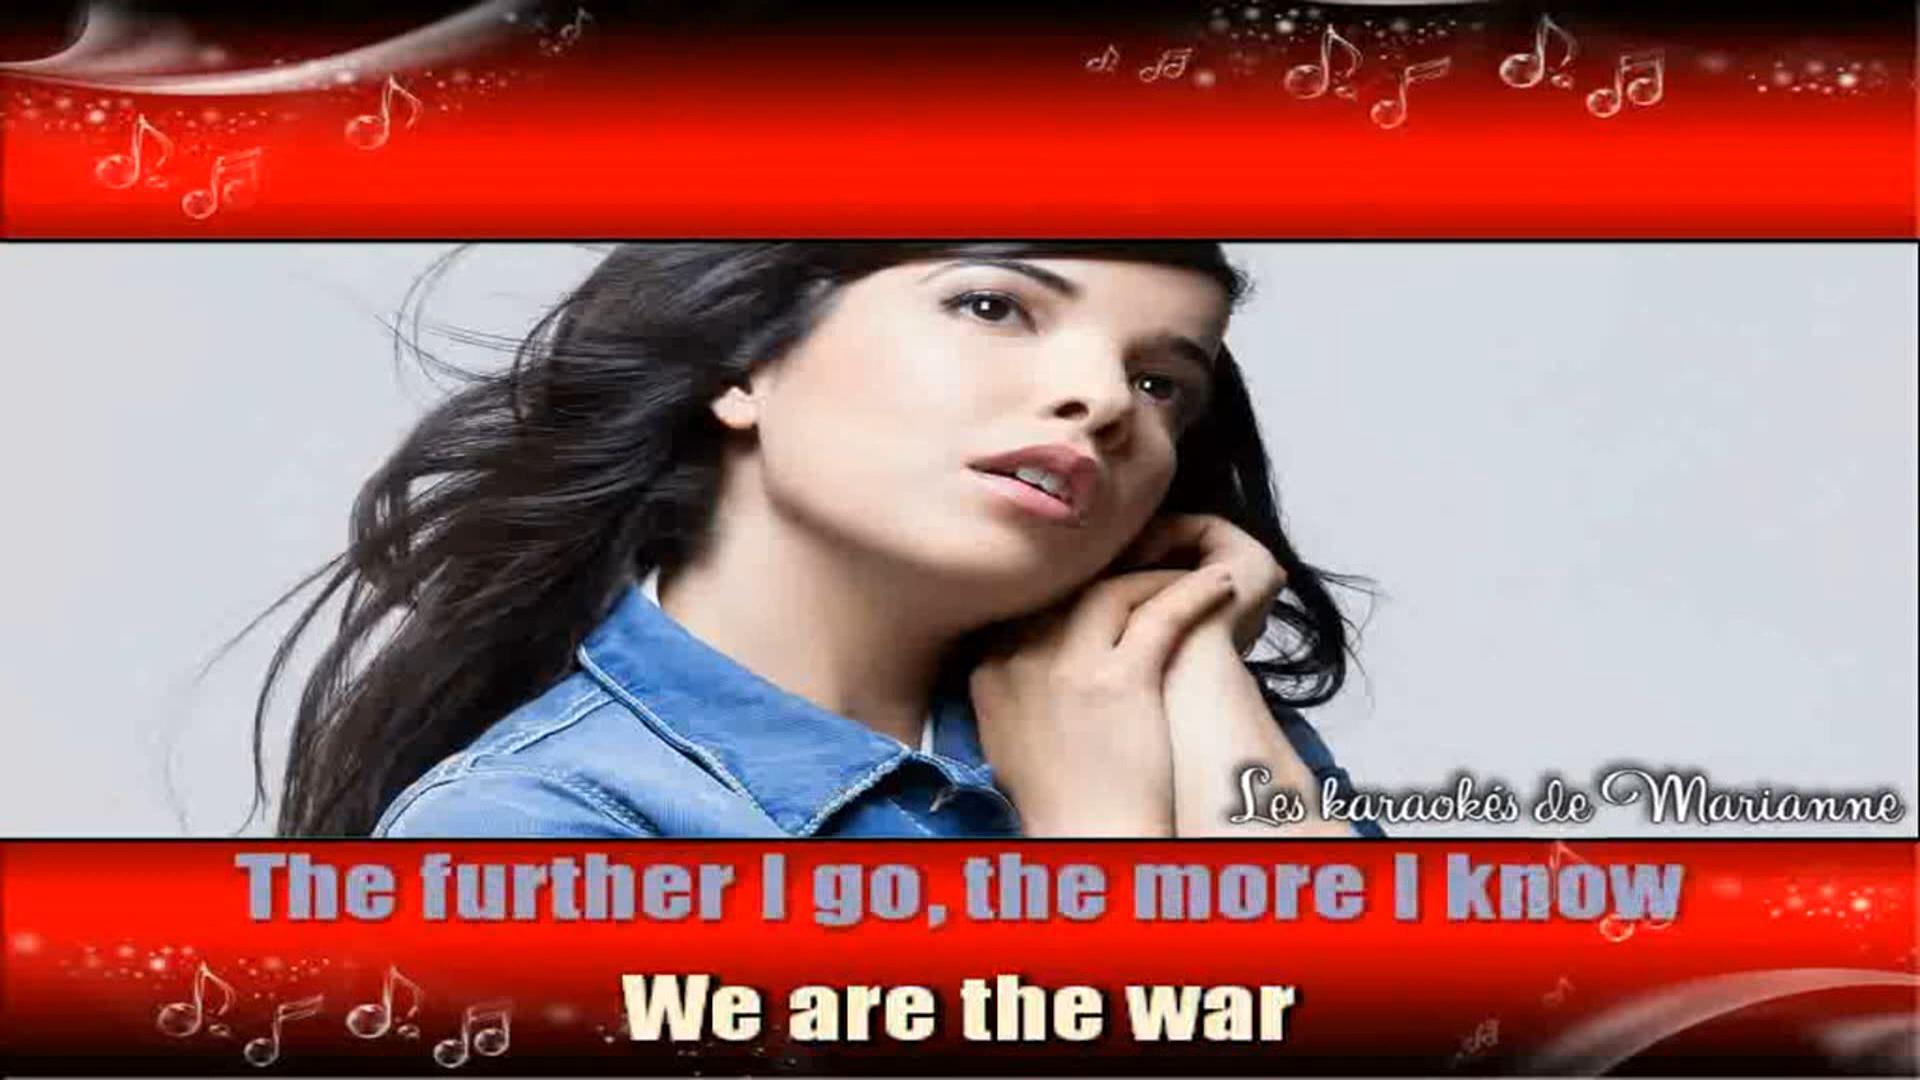 Les karaokés de Marianne
The further I go, the more I know
We are the war